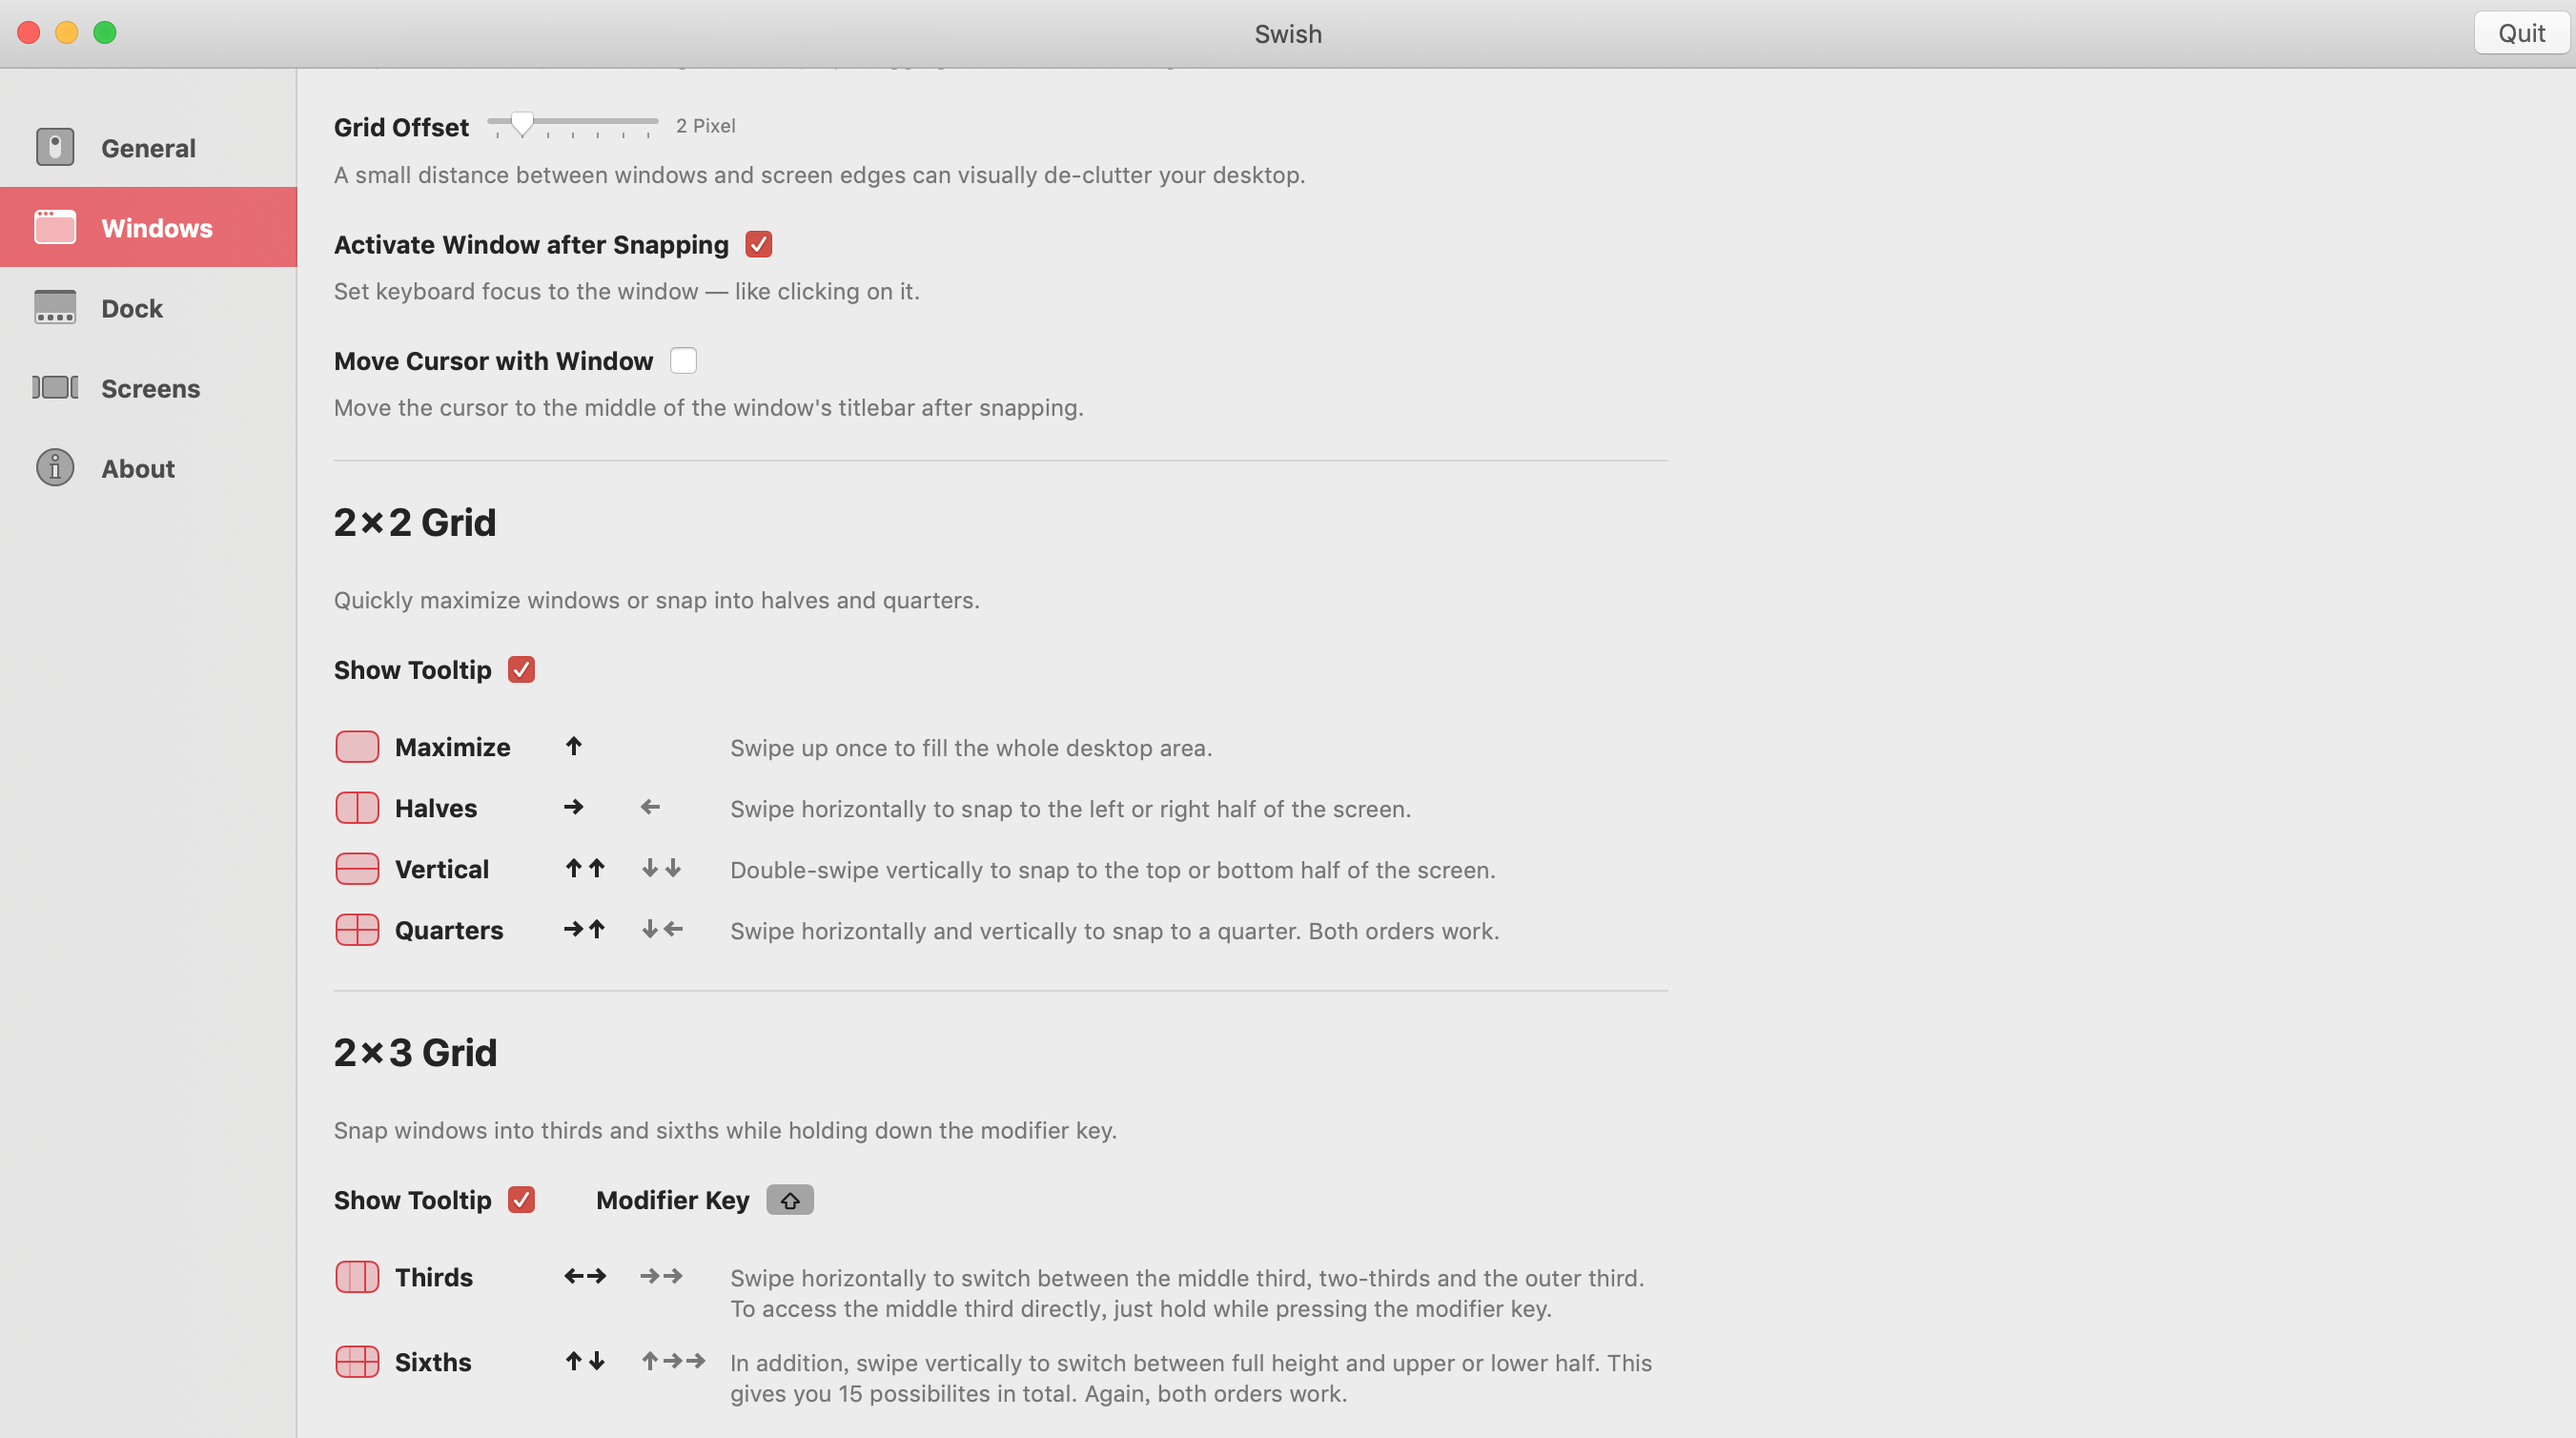 Swish
Quit
General
Windows
Dock
Screens
About
Grid Offset 2 Pixel
A small distance between windows and screen edges can visually de-clutter your desktop.
Activate Window after Snapping
Set keyboard focus to the window — like clicking on it.
Move Cursor with Window
Move the cursor to the middle of the window's titlebar after snapping.
2×2 Grid
Quickly maximize windows or snap into halves and quarters.
Show Tooltip
Maximize ↑ Swipe up once to fill the whole desktop area.
Halves → ← Swipe horizontally to snap to the left or right half of the screen.
Vertical ↑↑ ↓↓ Double-swipe vertically to snap to the top or bottom half of the screen.
Quarters →↑ ↓← Swipe horizontally and vertically to snap to a quarter. Both orders work.
2×3 Grid
Snap windows into thirds and sixths while holding down the modifier key.
Show Tooltip Modifier Key ⇧
Thirds ←→ →→ Swipe horizontally to switch between the middle third, two-thirds and the outer third.
To access the middle third directly, just hold while pressing the modifier key.
Sixths ↑↓ ↑→→ In addition, swipe vertically to switch between full height and upper or lower half. This
gives you 15 possibilites in total. Again, both orders work.